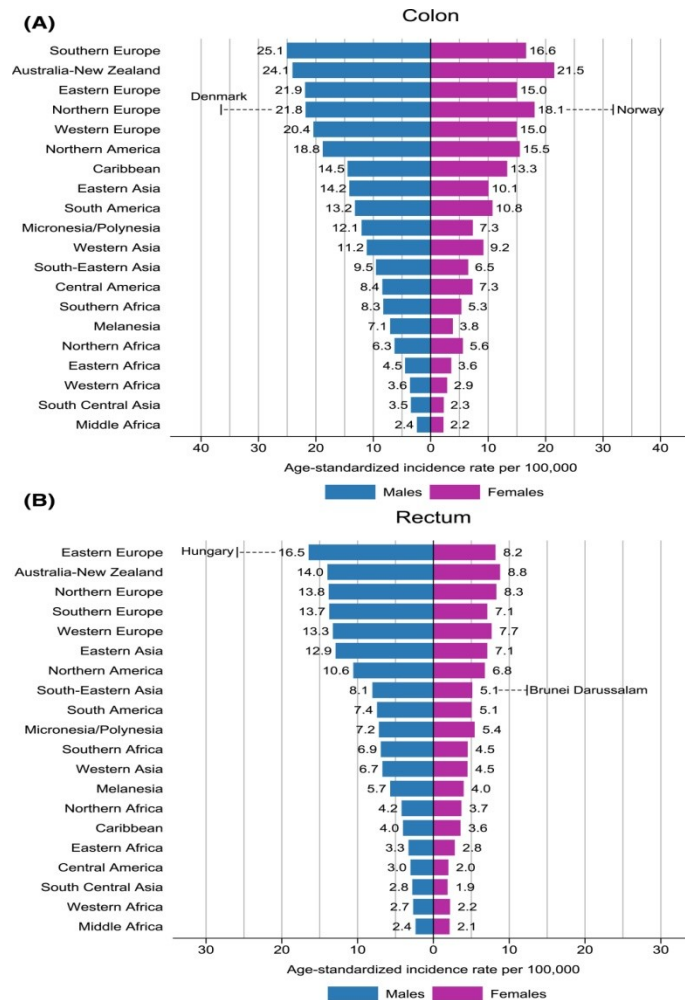 (A)
Colon
Southern Europe 25.1 16.6
Australia-New Zealand 24.1 21.5
Eastern Europe 21.9 15.0
Denmark
Northern Europe 21.8 18.1 Norway
Western Europe 20.4 15.0
Northern America 18.8 15.5
Caribbean 14.5 13.3
Eastern Asia 14.2 10.1
South America 13.2 10.8
Micronesia/Polynesia 12.1 7.3
Western Asia 11.2 9.2
South-Eastern Asia 9.5 6.5
Central America 8.4 7.3
Southern Africa 8.3 5.3
Melanesia 7.1 3.8
Northern Africa 6.3 5.6
Eastern Africa 4.5 3.6
Western Africa 3.6 2.9
South Central Asia 3.5 2.3
Middle Africa 2.4 2.2
40 30 20 10 0 10 20 30 40
Age-standardized incidence rate per 100,000
Males Females
(B)
Rectum
Eastern Europe Hungary 16.5 8.2
Australia-New Zealand 14.0 8.8
Northern Europe 13.8 8.3
Southern Europe 13.7 7.1
Western Europe 13.3 7.7
Eastern Asia 12.9 7.1
Northern America 10.6 6.8
South-Eastern Asia 8.1 5.1 Brunei Darussalam
South America 7.4 5.1
Micronesia/Polynesia 7.2 5.4
Southern Africa 6.9 4.5
Western Asia 6.7 4.5
Melanesia 5.7 4.0
Northern Africa 4.2 3.7
Caribbean 4.0 3.6
Eastern Africa 3.3 2.8
Central America 3.0 2.0
South Central Asia 2.8 1.9
Western Africa 2.7 2.2
Middle Africa 2.4 2.1
30 20 10 0 10 20 30
Age-standardized incidence rate per 100,000
Males Females